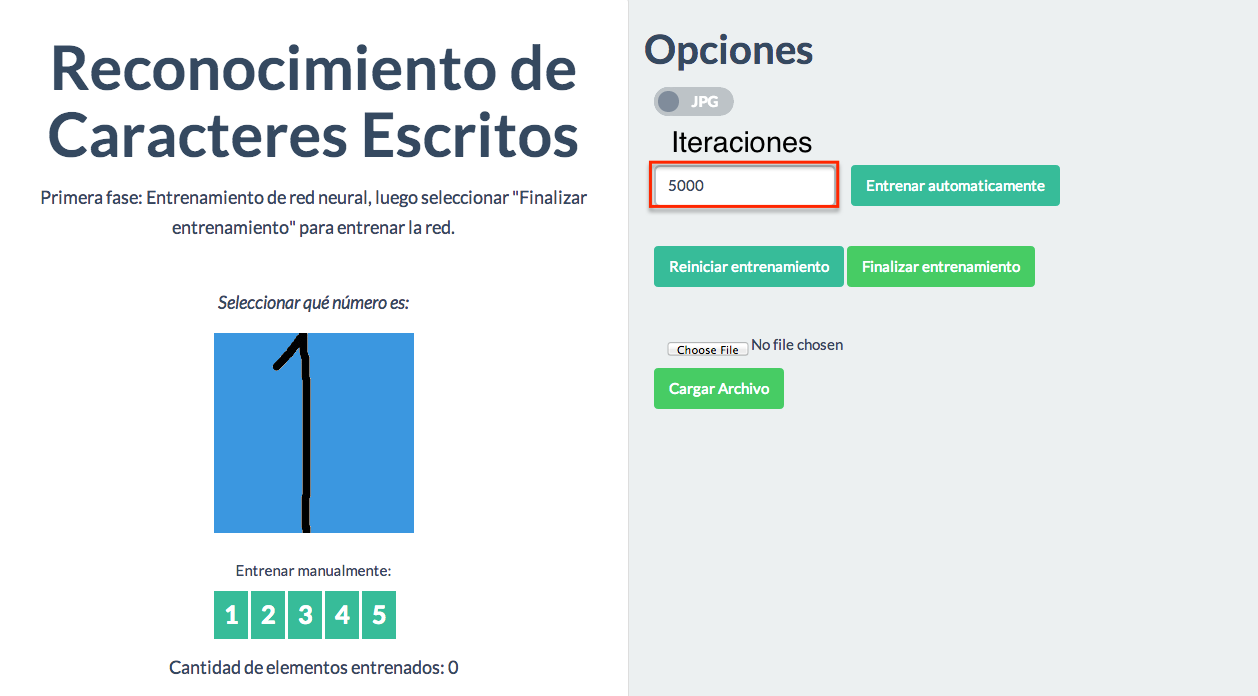 Reconocimiento de
Caracteres Escritos
Primera fase: Entrenamiento de red neural, luego seleccionar "Finalizar
entrenamiento" para entrenar la red.
Seleccionar qué número es:
1
Entrenar manualmente:
1 2 3 4 5
Cantidad de elementos entrenados: 0
Opciones
JPG
Iteraciones
5000 Entrenar automaticamente
Reiniciar entrenamiento Finalizar entrenamiento
Choose File No file chosen
Cargar Archivo